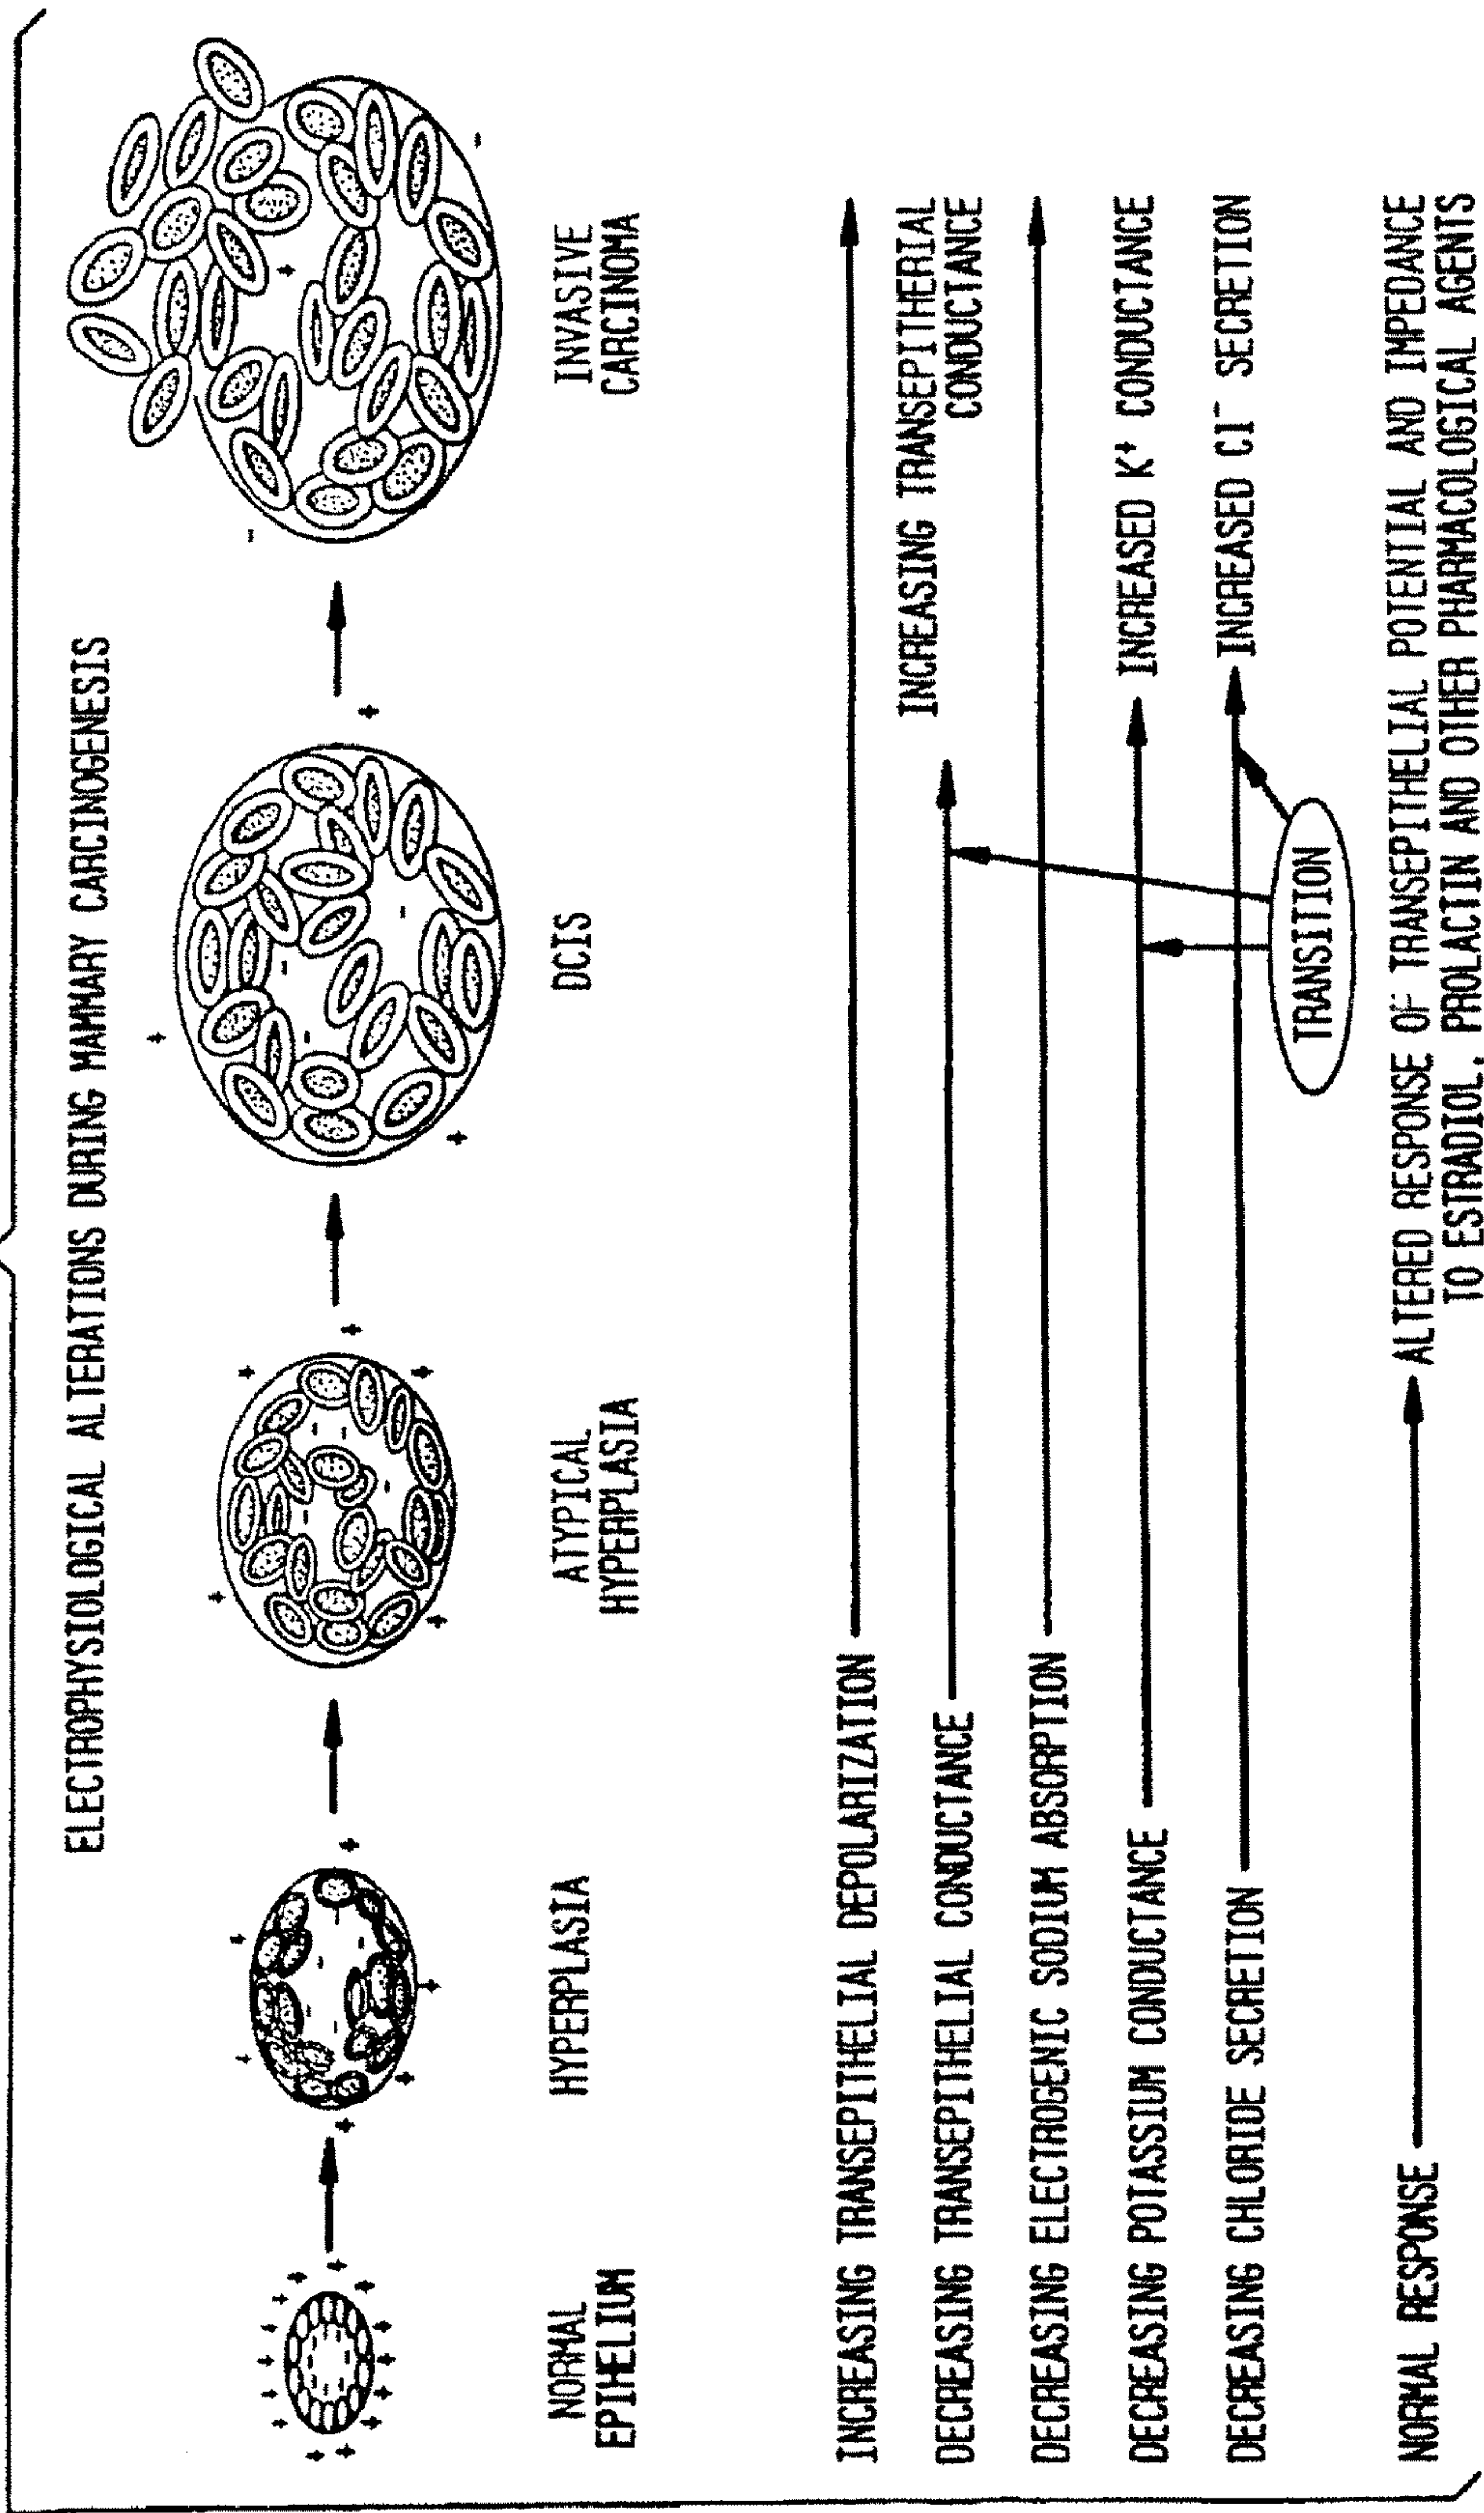 ELECTROPHYSIOLOGICAL ALTERATIONS DURING MAMMARY CARCINOGENESIS
NORMAL
EPIHELIUM
HYPERPLASIA
ATYPICAL
HYPERPLASIA
DCIS
INVASIVE
CARCINOMA
INCREASING TRANSEPITHELIAL DEPOLARIZATION
DECREASING TRANSEPITHELIAL CONDUCTANCE
INCREASING TRANSEPITHERIAL
CONDUCTANCE
DECREASING ELECTROGENIC SODIUM ABSORPTION
DECREASING POTASSIUM CONDUCTANCE
INCREASED K+ CONDUCTANCE
DECREASING CHLORIDE SECRETION
INCREASED Cl- SECRETION
TRANSITION
NORMAL RESPONSE
ALTERED RESPONSE OF TRANSEPITHELIAL POTENTIAL AND IMPEDANCE
TO ESTRADIOL, PROLACTIN AND OTHER PHARMACOLOGICAL AGENTS